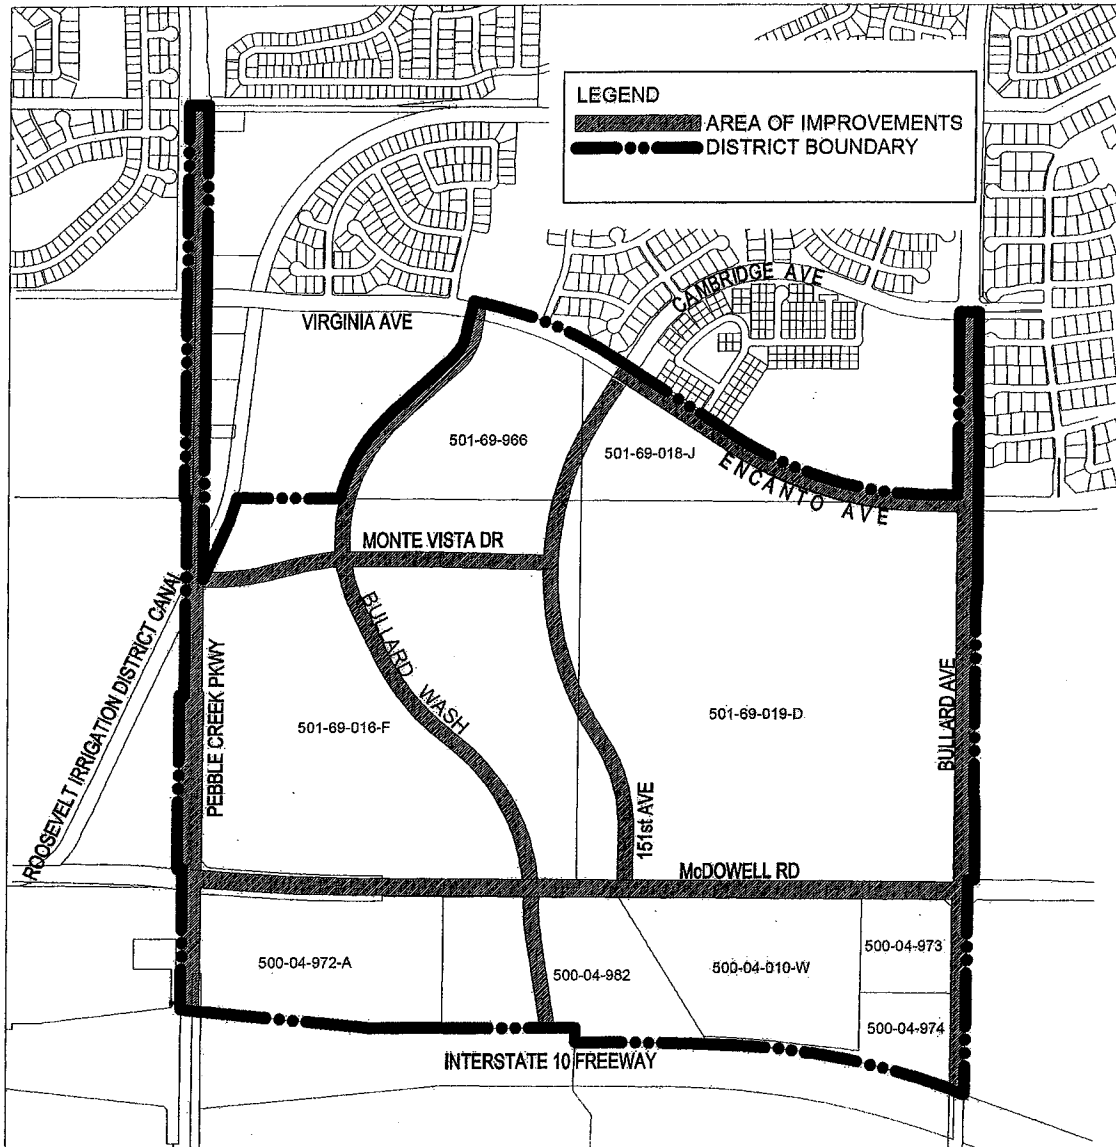 LEGEND
AREA OF IMPROVEMENTS
DISTRICT BOUNDARY
CAMBRIDGE AVE
VIRGINIA AVE
501-69-966
501-69-018-J
ENCANTO AVE
MONTE VISTA DR
ROOSEVELT IRRIGATION DISTRICT CANAL
PEBBLE CREEK PKWY
BULLARD WASH
501-69-016-F
501-69-019-D
BULLARD AVE
151st AVE
McDOWELL RD
500-04-972-A
500-04-982
500-04-010-W
500-04-973
500-04-974
INTERSTATE 10 FREEWAY